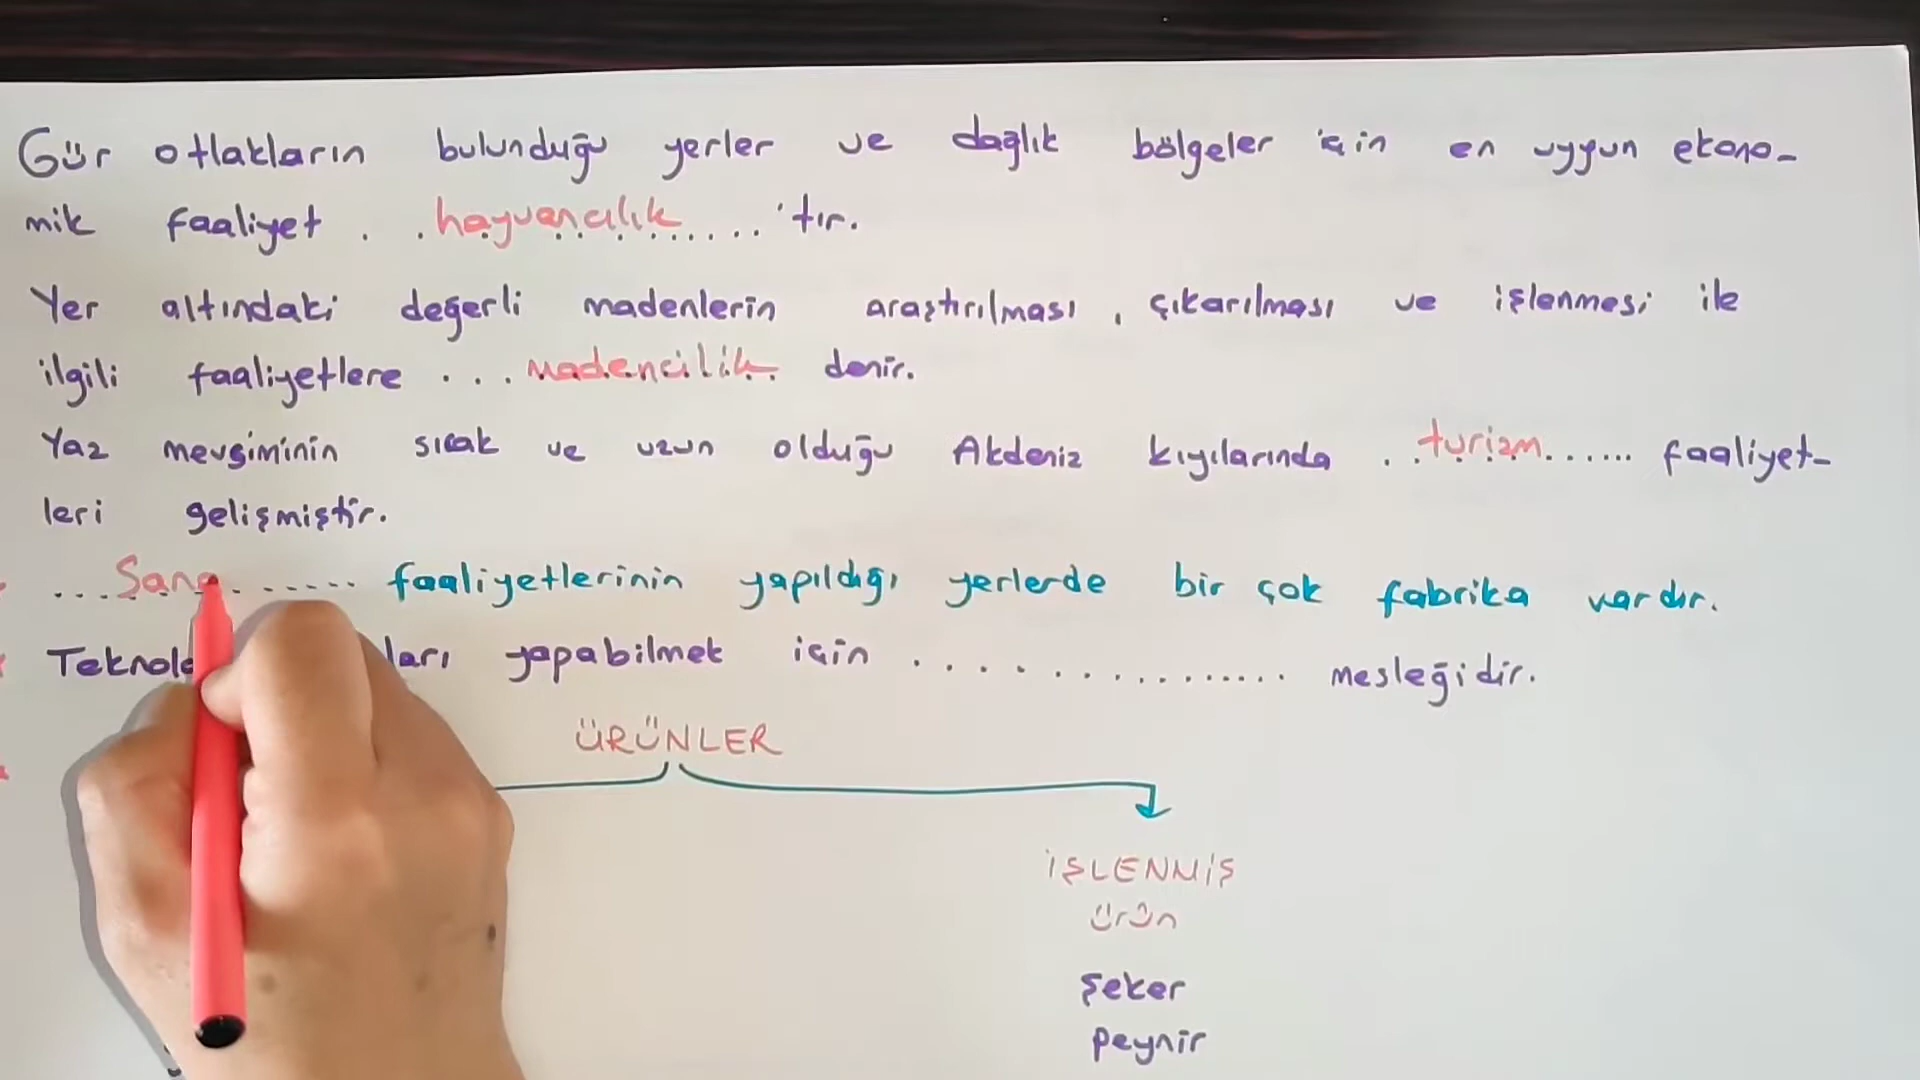 Gür otlakların bulunduğu yerler ve dağlık bölgeler için en uygun ekono-
mik faaliyet . . hayvancılık ..... 'tır.
Yer altındaki değerli madenlerin araştırılması, çıkarılması ve işlenmesi ile
ilgili faaliyetlere ... madencilik. denir.
Yaz mevsiminin sıcak ve uzun olduğu Akdeniz kıyılarında ..turizm...... faaliyet-
leri gelişmiştir.
...Sana...... faaliyetlerinin yapıldığı yerlerde bir çok fabrika vardır.
ları yapabilmek için ................ mesleğidir.
ÜRÜNLER
İŞLENMİŞ
ürün
şeker
peynir